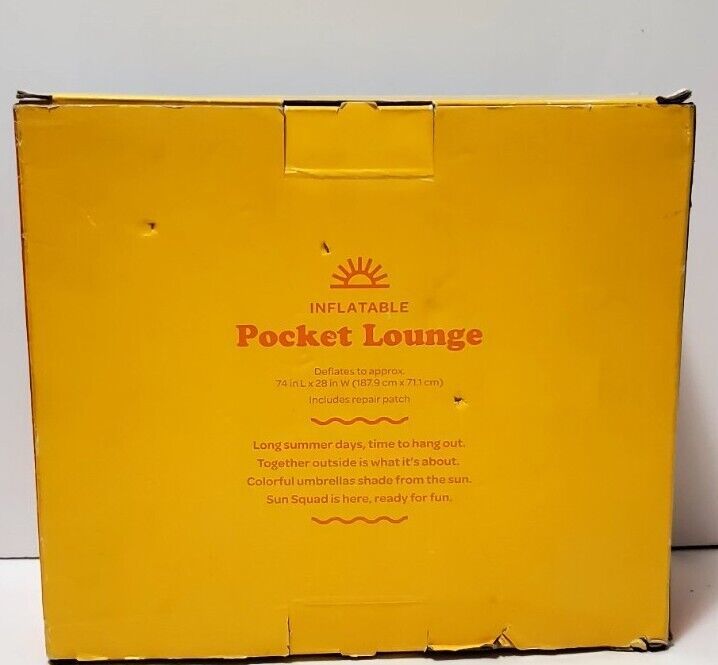 INFLATABLE
Pocket Lounge
Deflates to approx.
74 in L x 28 in W (187.9 cm x 71.1 cm)
Includes repair patch
Long summer days, time to hang out.
Together outside is what it's about.
Colorful umbrellas shade from the sun.
Sun Squad is here, ready for fun.